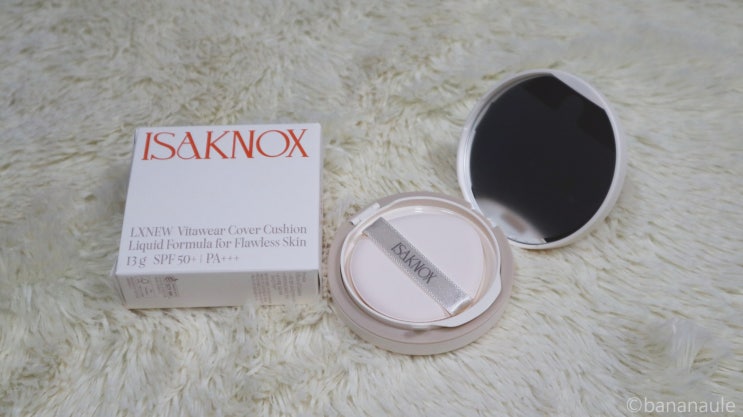 ISAKNOX
LXNEW Vitawear Cover Cushion
Liquid Formula for Flawless Skin
13 g SPF 50+ | PA+++
ISAKNOX
©bananaule